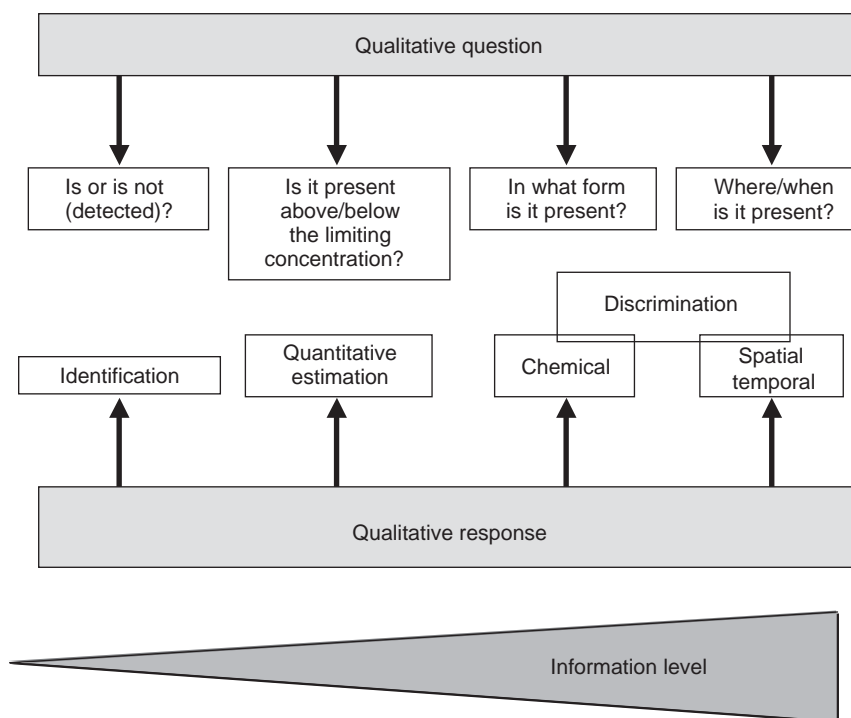 Qualitative question
Is or is not
(detected)?
Is it present
above/below
the limiting
concentration?
In what form
is it present?
Where/when
is it present?
Discrimination
Identification
Quantitative
estimation
Chemical
Spatial
temporal
Qualitative response
Information level